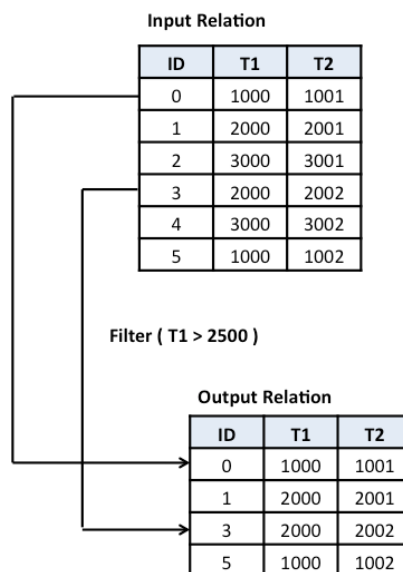 Input Relation
ID T1 T2
0 1000 1001
1 2000 2001
2 3000 3001
3 2000 2002
4 3000 3002
5 1000 1002
Filter ( T1 > 2500 )
Output Relation
ID T1 T2
0 1000 1001
1 2000 2001
3 2000 2002
5 1000 1002